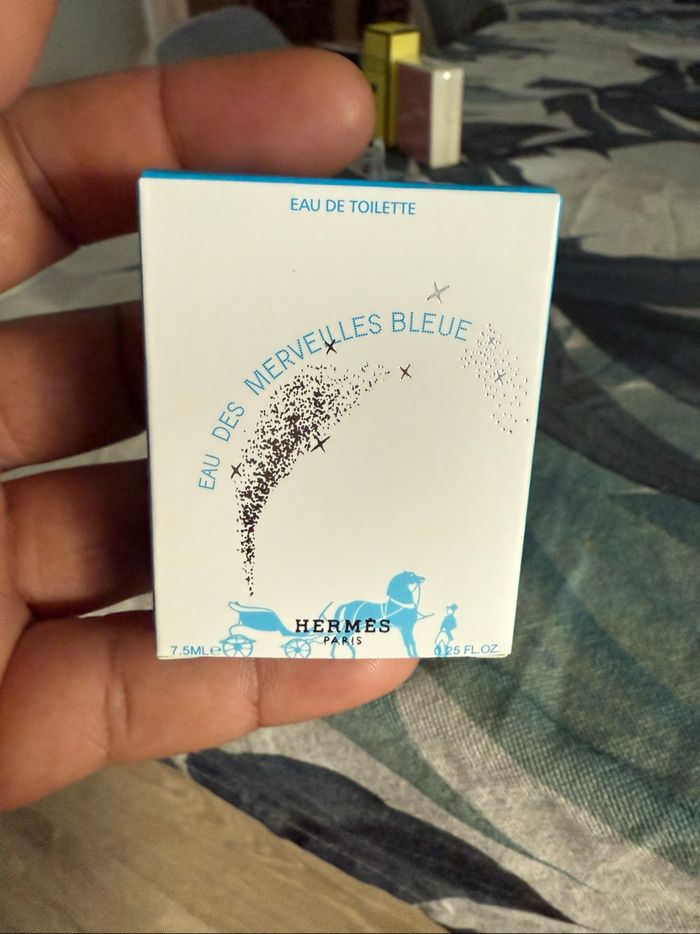 EAU DE TOILETTE
EAU DES MERVEILLES BLEUE
HERMÈS
PARIS
7.5ML℮ 0.25 FL.OZ.